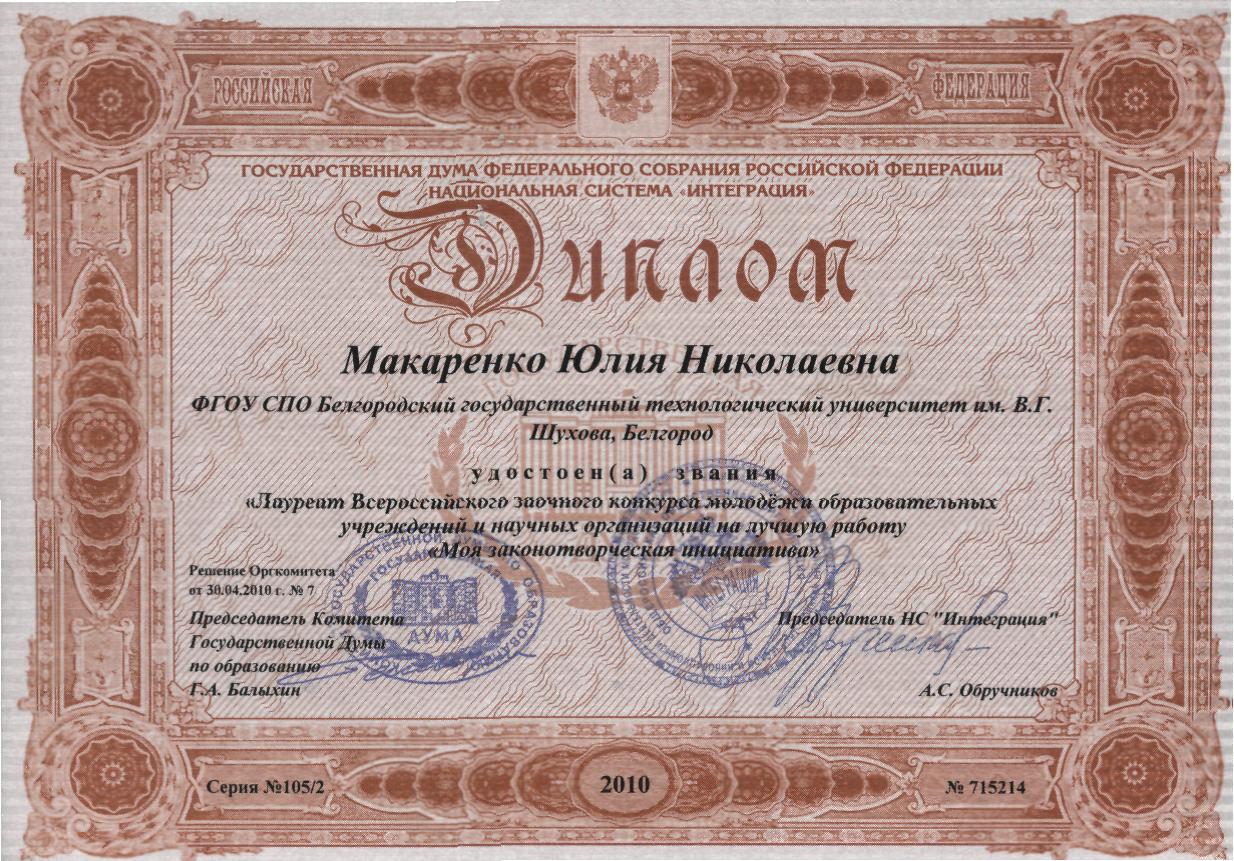 РОССИЙСКАЯ ФЕДЕРАЦИЯ
ГОСУДАРСТВЕННАЯ ДУМА ФЕДЕРАЛЬНОГО СОБРАНИЯ РОССИЙСКОЙ ФЕДЕРАЦИИ
НАЦИОНАЛЬНАЯ СИСТЕМА «ИНТЕГРАЦИЯ»
Диплом
Макаренко Юлия Николаевна
ФГОУ СПО Белгородский государственный технологический университет им. В.Г.
Шухова, Белгород
удостоен(а) звания
«Лауреат Всероссийского заочного конкурса молодёжи образовательных
учреждений и научных организаций на лучшую работу
«Моя законотворческая инициатива»
Решение Оргкомитета
от 30.04.2010 г. № 7
Председатель Комитета
Государственной Думы
по образованию
Г.А. Балыхин
ГОСУДАРСТВЕННАЯ
ДУМА
ИНТЕГРАЦИЯ
Председатель НС "Интеграция"
А.С. Обручников
Серия №105/2
2010
№ 715214